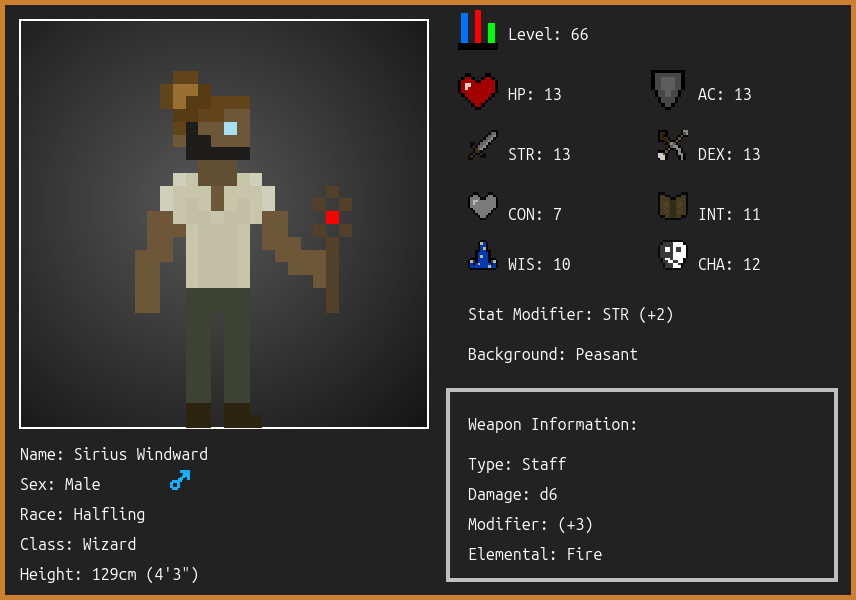 Level: 66
HP: 13
AC: 13
STR: 13
DEX: 13
CON: 7
INT: 11
WIS: 10
CHA: 12
Stat Modifier: STR (+2)
Background: Peasant
Weapon Information:
Type: Staff
Damage: d6
Modifier: (+3)
Elemental: Fire
Name: Sirius Windward
Sex: Male
Race: Halfling
Class: Wizard
Height: 129cm (4'3")